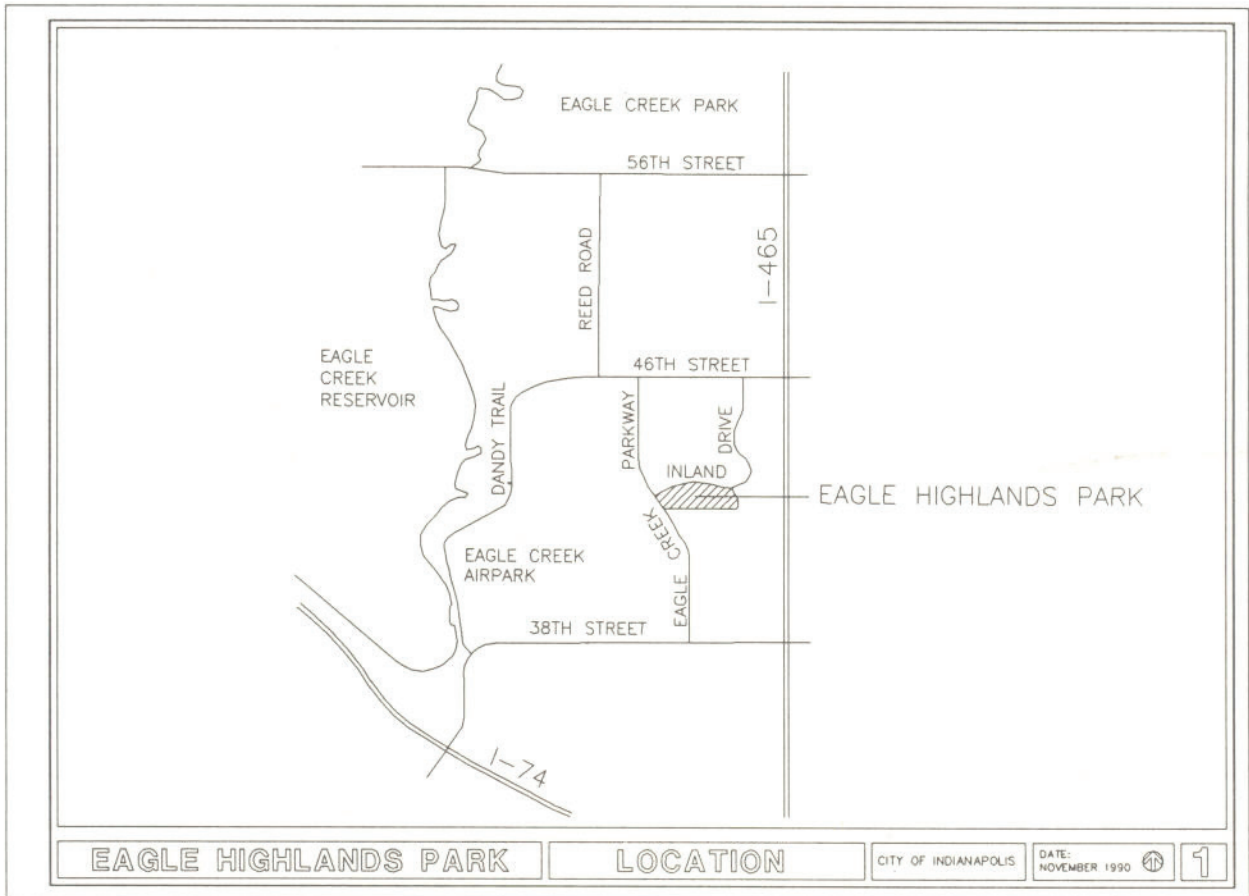 EAGLE CREEK PARK
56TH STREET
REED ROAD
I-465
EAGLE
CREEK
RESERVOIR
46TH STREET
DANDY TRAIL
PARKWAY
DRIVE
INLAND
EAGLE HIGHLANDS PARK
CREEK
EAGLE CREEK
AIRPARK
EAGLE
38TH STREET
I-74
EAGLE HIGHLANDS PARK
LOCATION
CITY OF INDIANAPOLIS
DATE:
NOVEMBER 1990
N
1